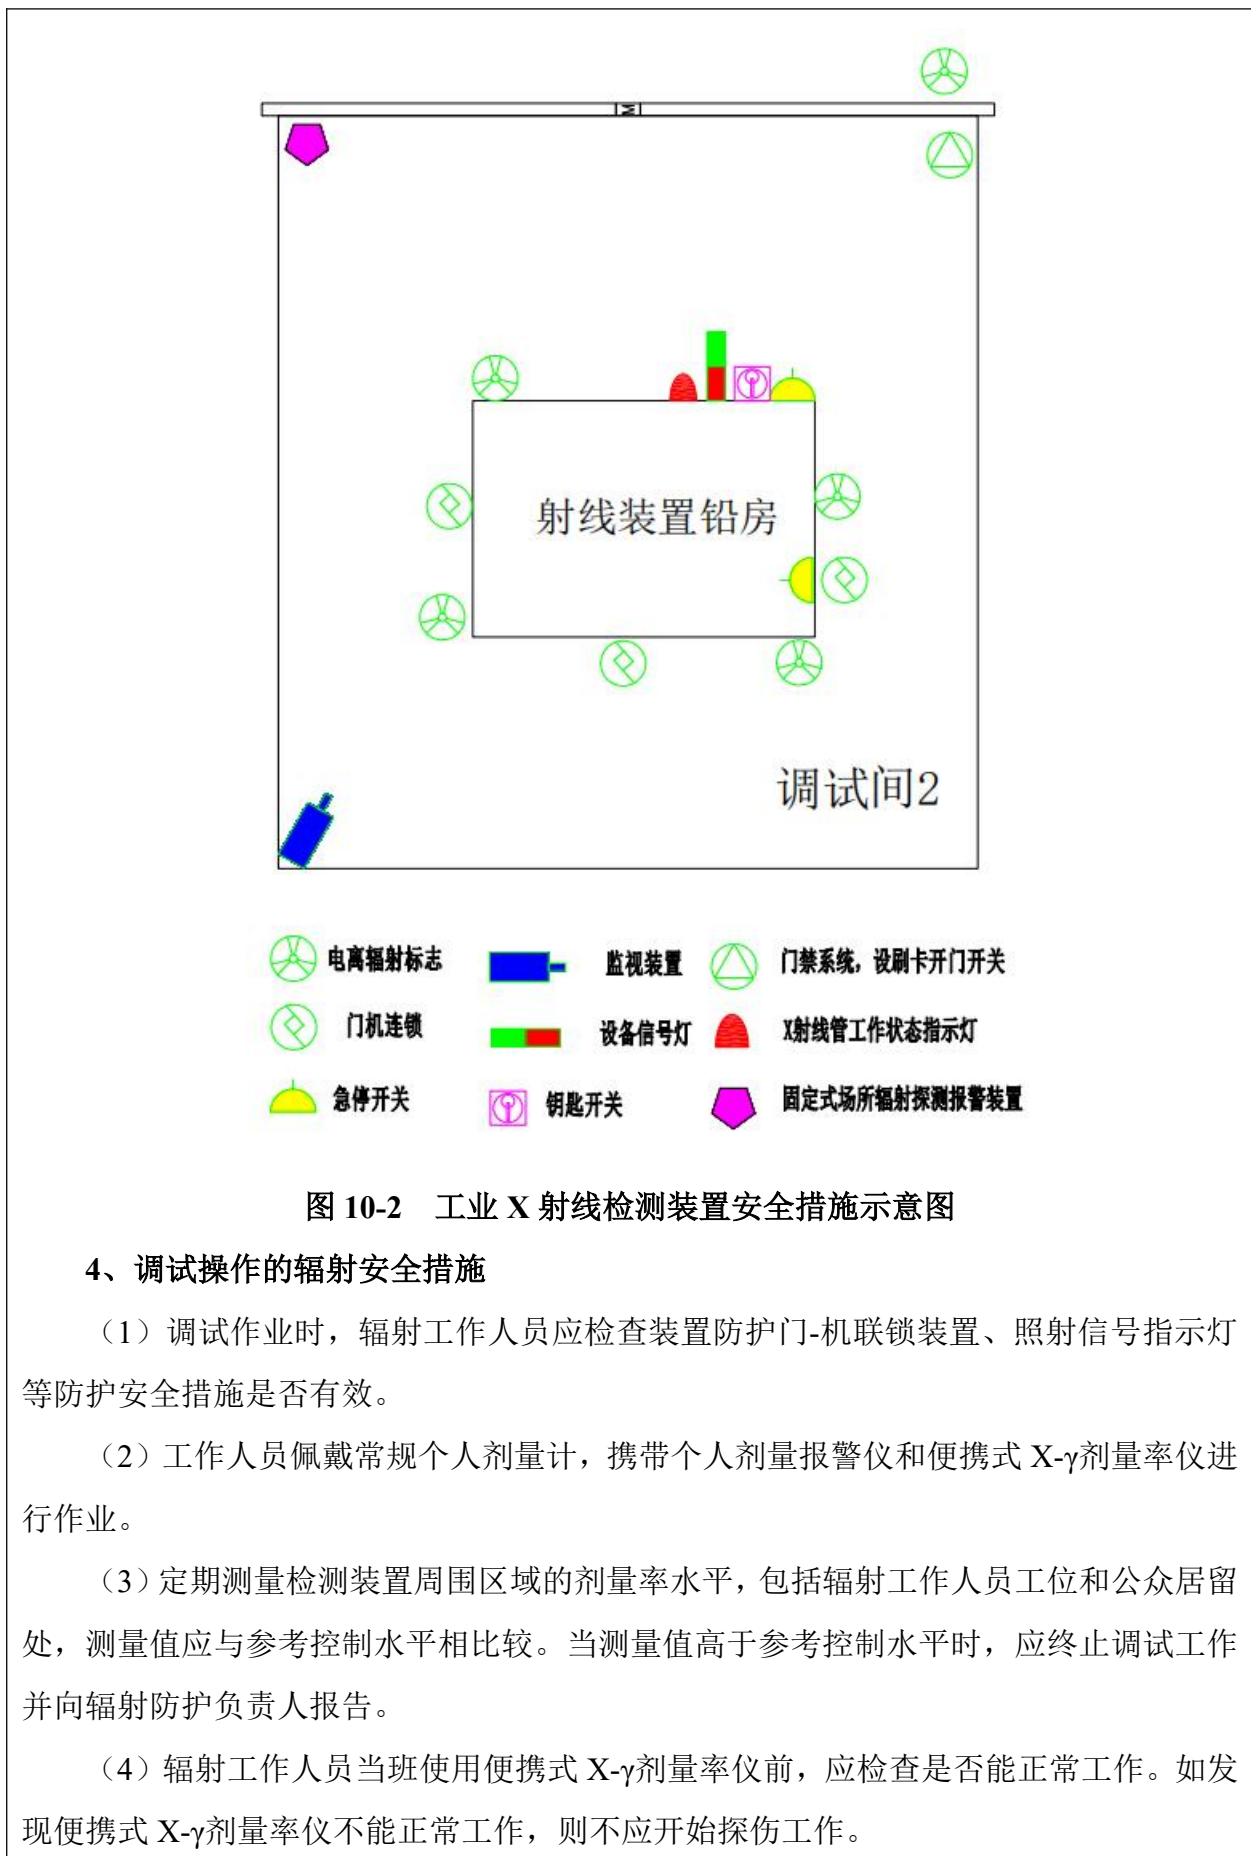 M
射线装置铅房
调试间2
电离辐射标志
监视装置
门禁系统，设刷卡开门开关
门机连锁
设备信号灯
X射线管工作状态指示灯
急停开关
钥匙开关
固定式场所辐射探测报警装置
图 10-2 工业 X 射线检测装置安全措施示意图
4、调试操作的辐射安全措施
（1）调试作业时，辐射工作人员应检查装置防护门-机联锁装置、照射信号指示灯
等防护安全措施是否有效。
（2）工作人员佩戴常规个人剂量计，携带个人剂量报警仪和便携式 X-γ剂量率仪进
行作业。
（3）定期测量检测装置周围区域的剂量率水平，包括辐射工作人员工位和公众居留
处，测量值应与参考控制水平相比较。当测量值高于参考控制水平时，应终止调试工作
并向辐射防护负责人报告。
（4）辐射工作人员当班使用便携式 X-γ剂量率仪前，应检查是否能正常工作。如发
现便携式 X-γ剂量率仪不能正常工作，则不应开始探伤工作。